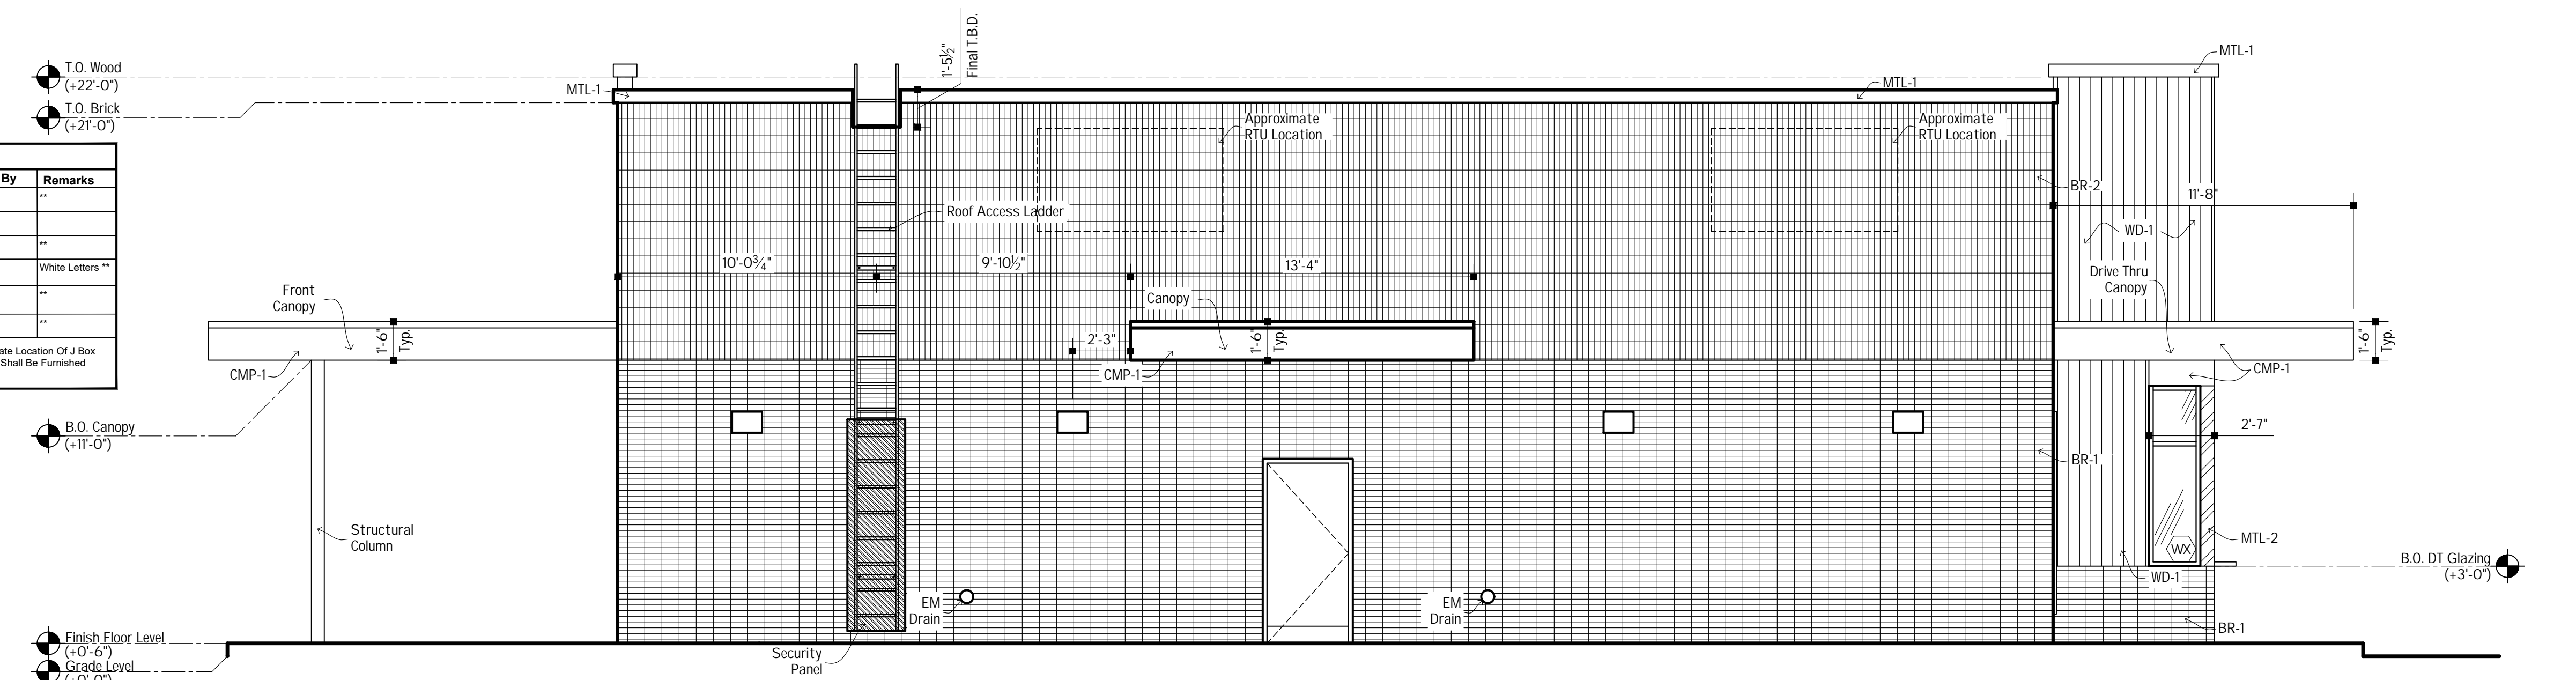 T.O. Wood
(+22'-0")
T.O. Brick
(+21'-0")
By
Remarks
**
**
White Letters **
**
**
ate Location Of J Box
Shall Be Furnished
B.O. Canopy
(+11'-0")
Finish Floor Level
(+0'-6")
Grade Level
(+0'-0")
Front
Canopy
1'-6"
Typ.
CMP-1
Structural
Column
MTL-1
1'-5½"
Final T.B.D.
Roof Access Ladder
10'-0¾"
9'-10½"
13'-4"
Approximate
RTU Location
Canopy
2'-3"
1'-6"
Typ.
CMP-1
EM
Drain
Security
Panel
EM
Drain
MTL-1
Approximate
RTU Location
BR-2
BR-1
MTL-1
11'-8"
WD-1
Drive Thru
Canopy
1'-6"
Typ.
CMP-1
2'-7"
WX
MTL-2
WD-1
BR-1
B.O. DT Glazing
(+3'-0")